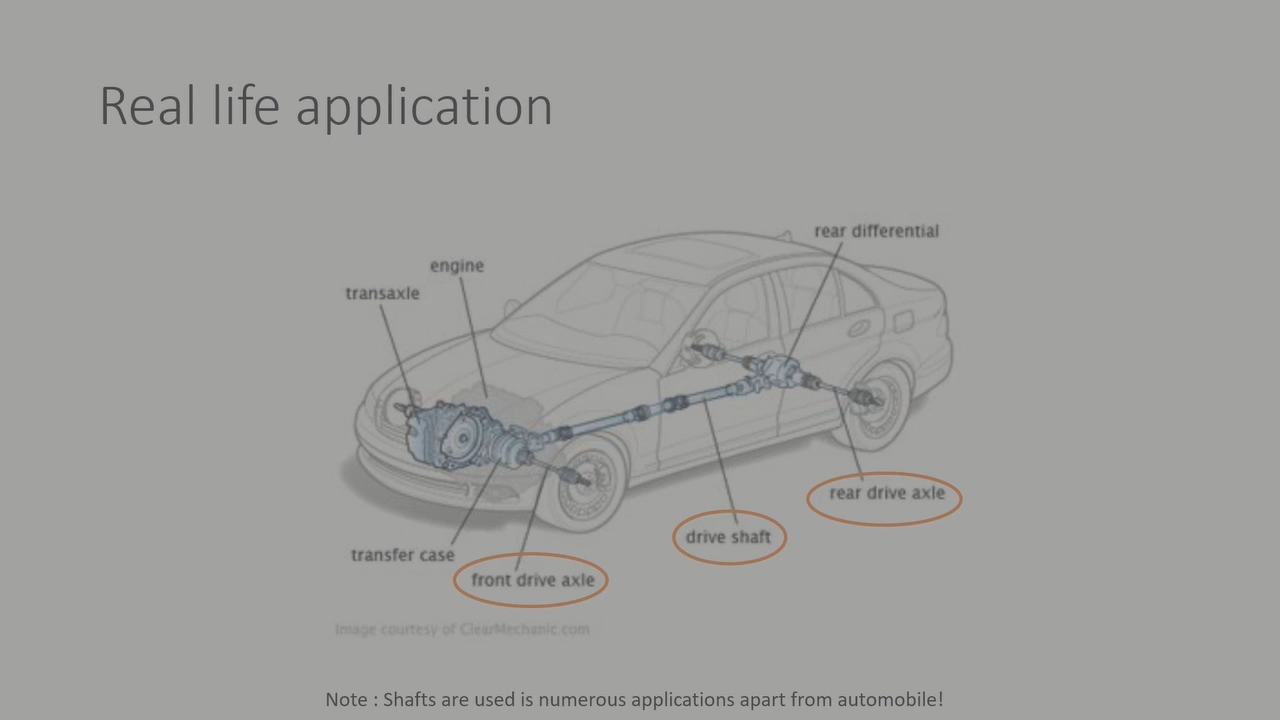 Real life application
rear differential
engine
transaxle
rear drive axle
drive shaft
transfer case
front drive axle
Image courtesy of ClearMechanic.com
Note : Shafts are used is numerous applications apart from automobile!